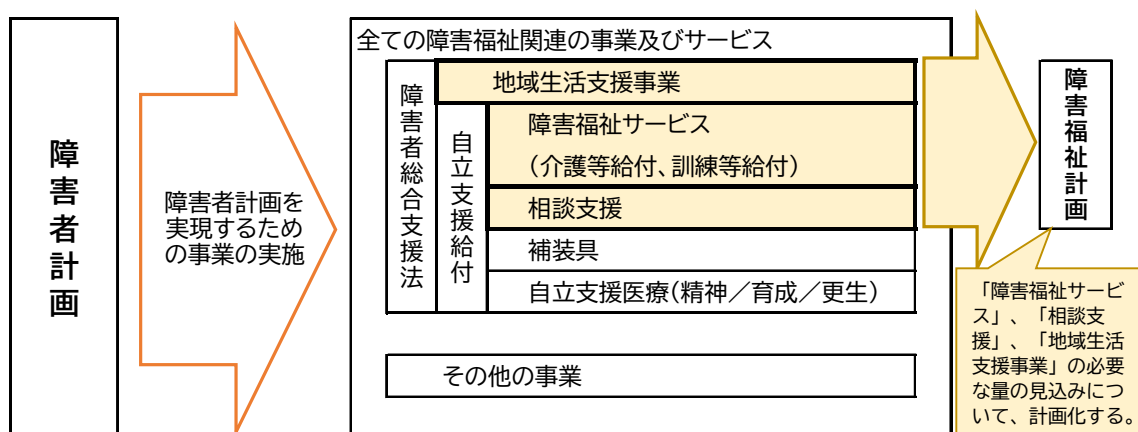 障害者計画
障害者計画を
実現するため
の事業の実施
全ての障害福祉関連の事業及びサービス
障害者総合支援法
地域生活支援事業
自立支援給付
障害福祉サービス
（介護等給付、訓練等給付）
相談支援
補装具
自立支援医療（精神／育成／更生）
その他の事業
障害福祉計画
「障害福祉サービ
ス」、「相談支
援」、「地域生活
支援事業」の必要
な量の見込みにつ
いて、計画化する。